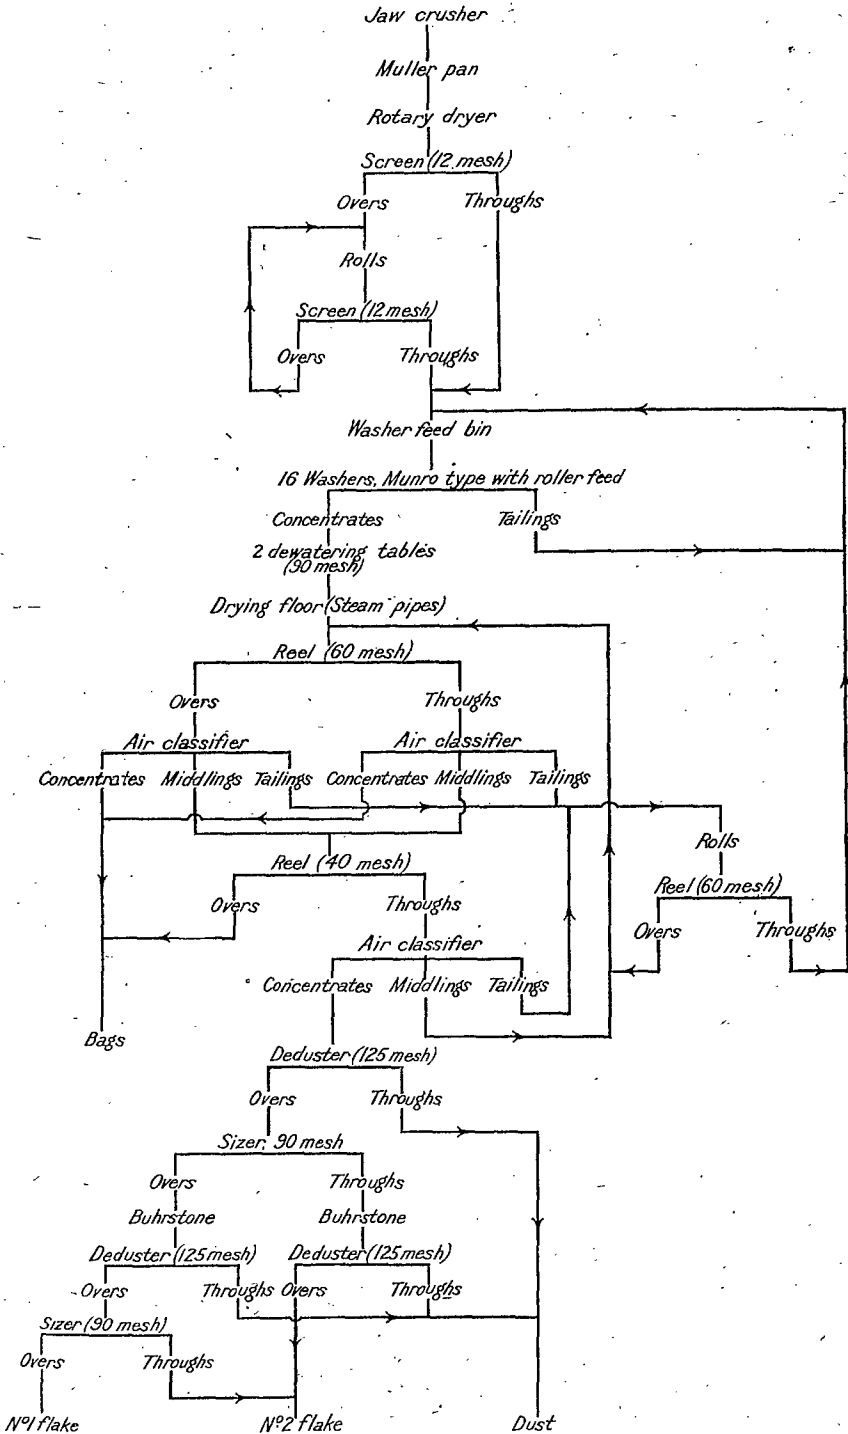 Jaw crusher
Muller pan
Rotary dryer
Screen (12 mesh)
Overs
Throughs
Rolls
Screen (12 mesh)
Overs
Throughs
Washer feed bin
16 Washers, Munro type with roller feed
Concentrates
Tailings
2 dewatering tables
(90 mesh)
Drying floor (Steam pipes)
Reel (60 mesh)
Overs
Throughs
Air classifier
Air classifier
Concentrates
Middlings
Tailings
Concentrates
Middlings
Tailings
Rolls
Reel (40 mesh)
Reel (60 mesh)
Overs
Throughs
Overs
Throughs
Air classifier
Concentrates
Middlings
Tailings
Bags
Deduster (125 mesh)
Overs
Throughs
Sizer, 90 mesh
Overs
Throughs
Buhrstone
Buhrstone
Deduster (125 mesh)
Deduster (125 mesh)
Overs
Throughs
Overs
Throughs
Sizer (90 mesh)
Overs
Throughs
Nº1 flake
Nº2 flake
Dust